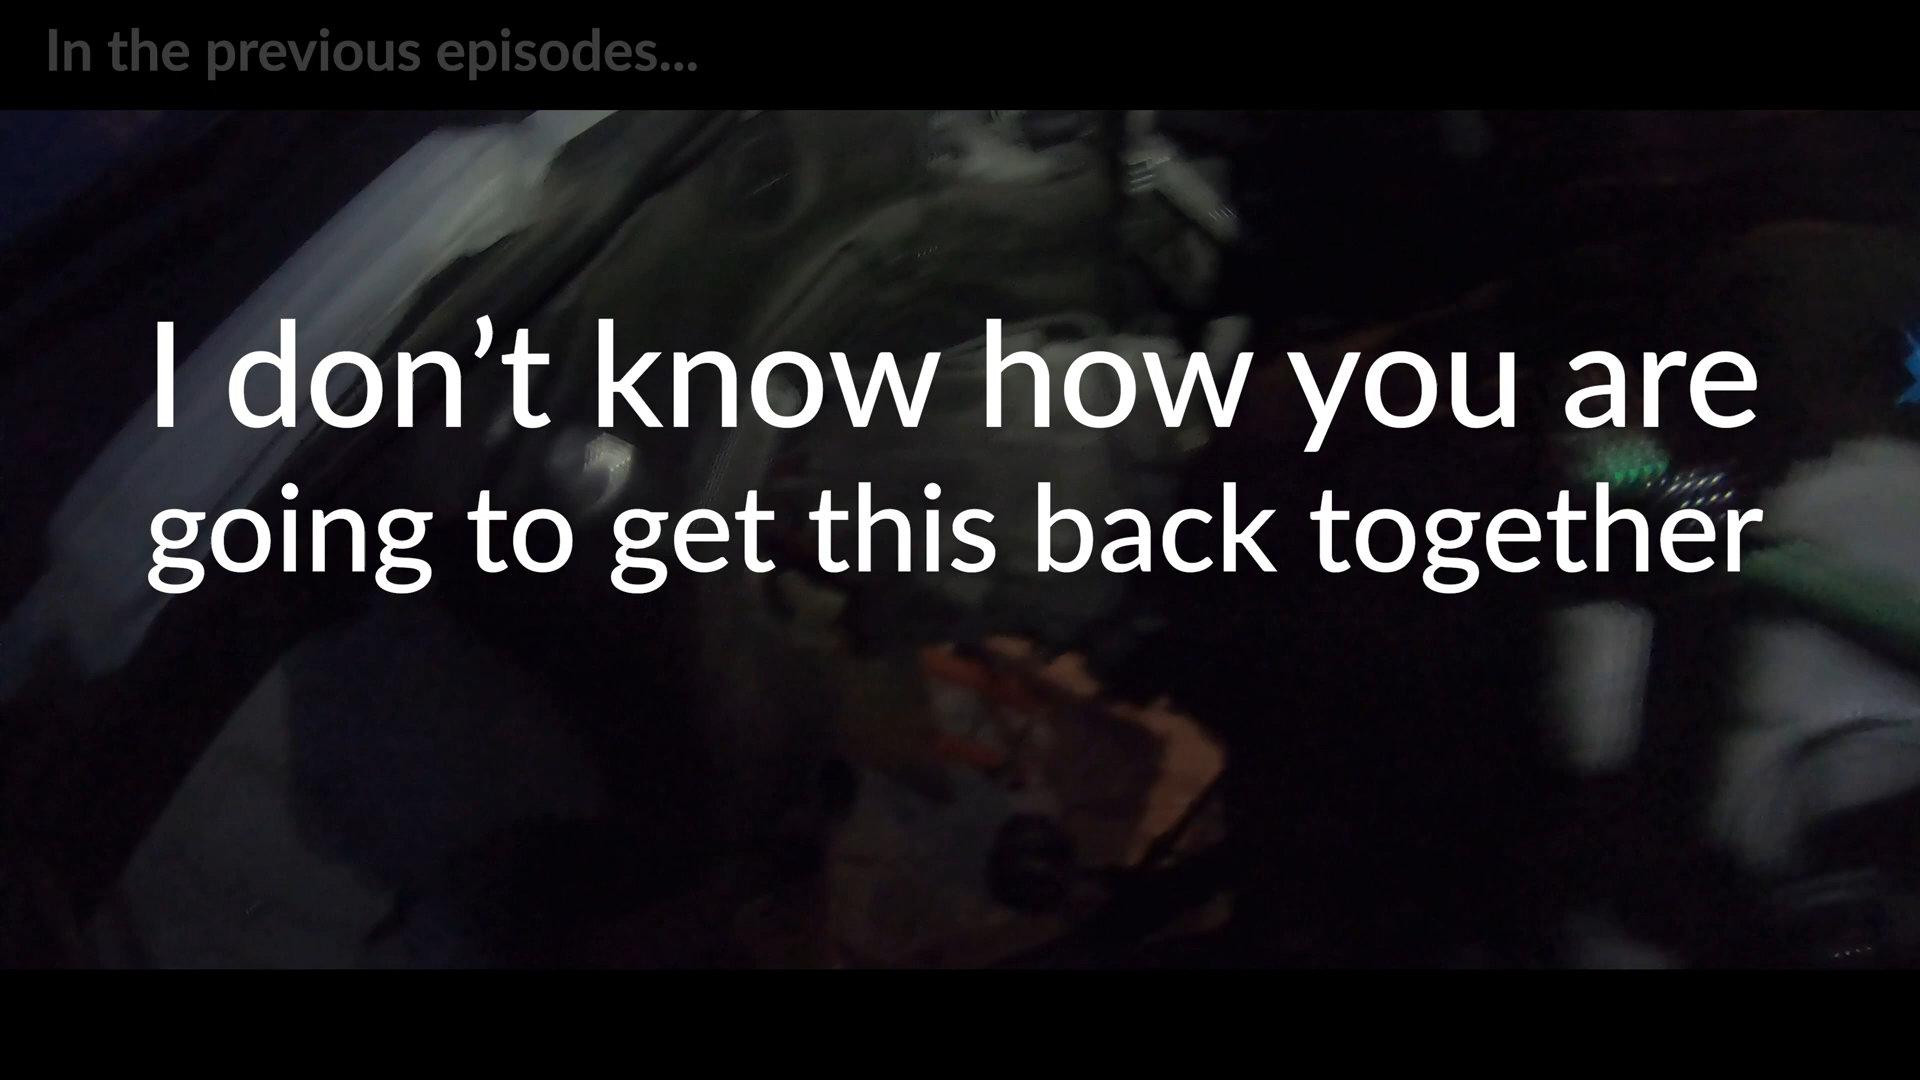 In the previous episodes...
I don’t know how you are
going to get this back together